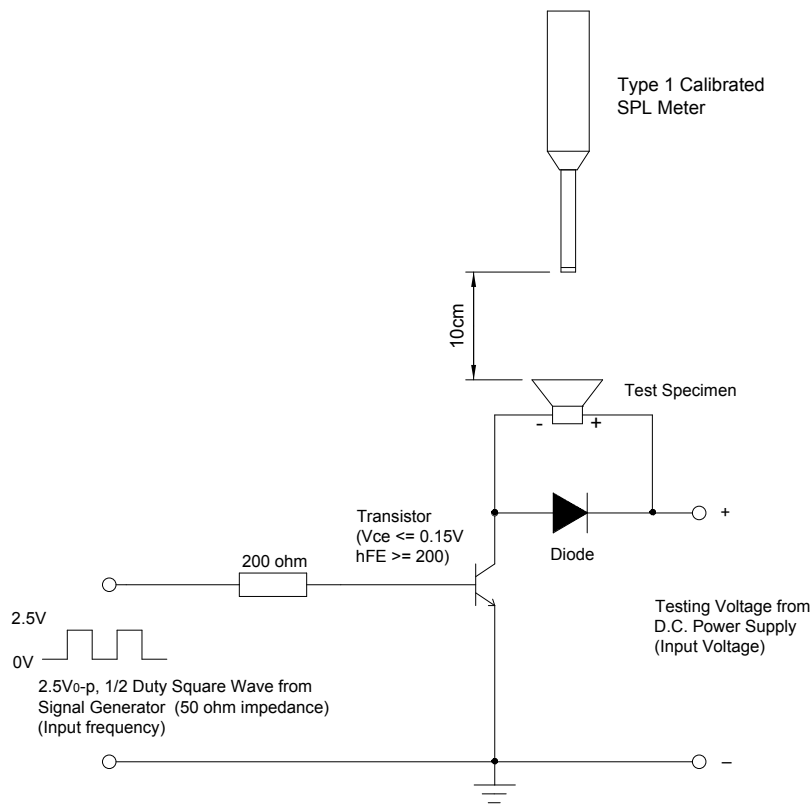 Type 1 Calibrated
SPL Meter
10cm
Test Specimen
- +
Transistor
(Vce <= 0.15V
hFE >= 200)
+
Diode
200 ohm
Testing Voltage from
D.C. Power Supply
(Input Voltage)
2.5V
0V
2.5V0-p, 1/2 Duty Square Wave from
Signal Generator (50 ohm impedance)
(Input frequency)
–